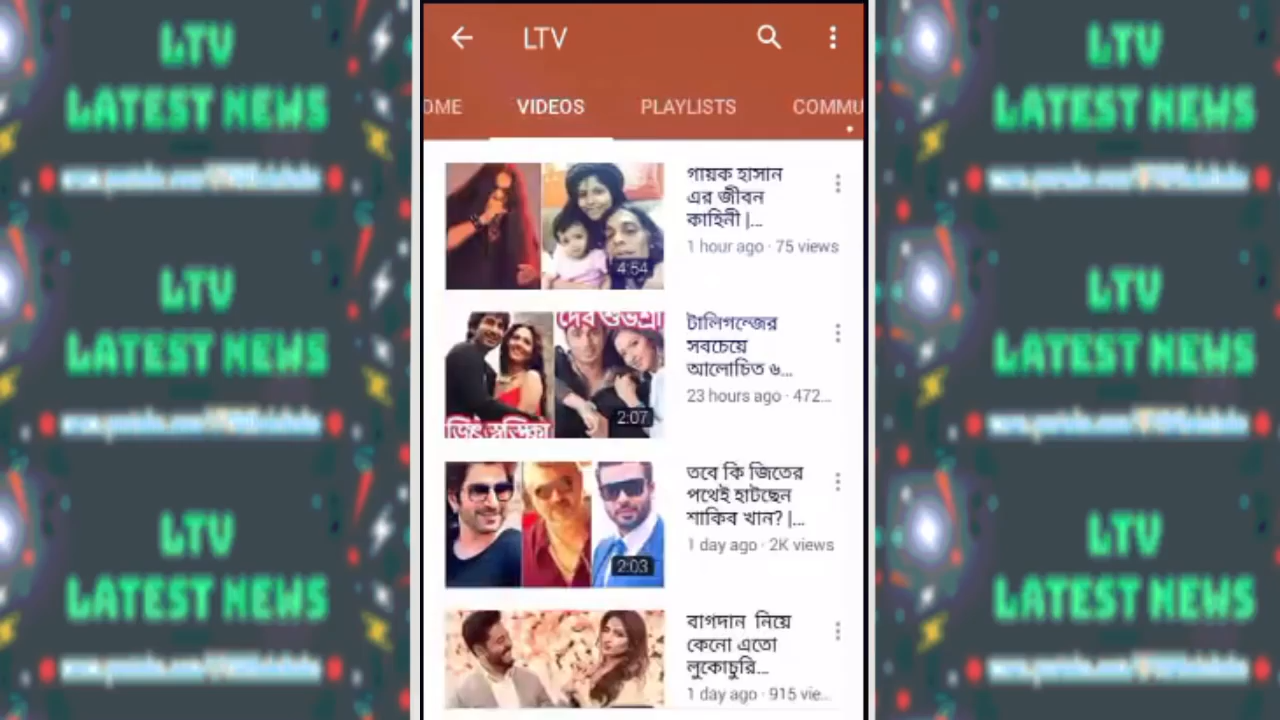 LTV
LATEST NEWS
LTV
LATEST NEWS
LTV
LATEST NEWS
LTV
OME VIDEOS PLAYLISTS COMMU
গায়ক হাসান
এর জীবন
কাহিনী |...
1 hour ago · 75 views
4:54
দেব শুভশ্রী
টালিগন্জের
সবচেয়ে
আলোচিত ৬...
23 hours ago · 472...
2:07
তবে কি জিতের
পথেই হাটছেন
শাকিব খান? |...
1 day ago · 2K views
2:03
বাগদান নিয়ে
কেনো এতো
লুকোচুরি...
1 day ago · 915 vie...
LTV
LATEST NEWS
LTV
LATEST NEWS
LTV
LATEST NEWS